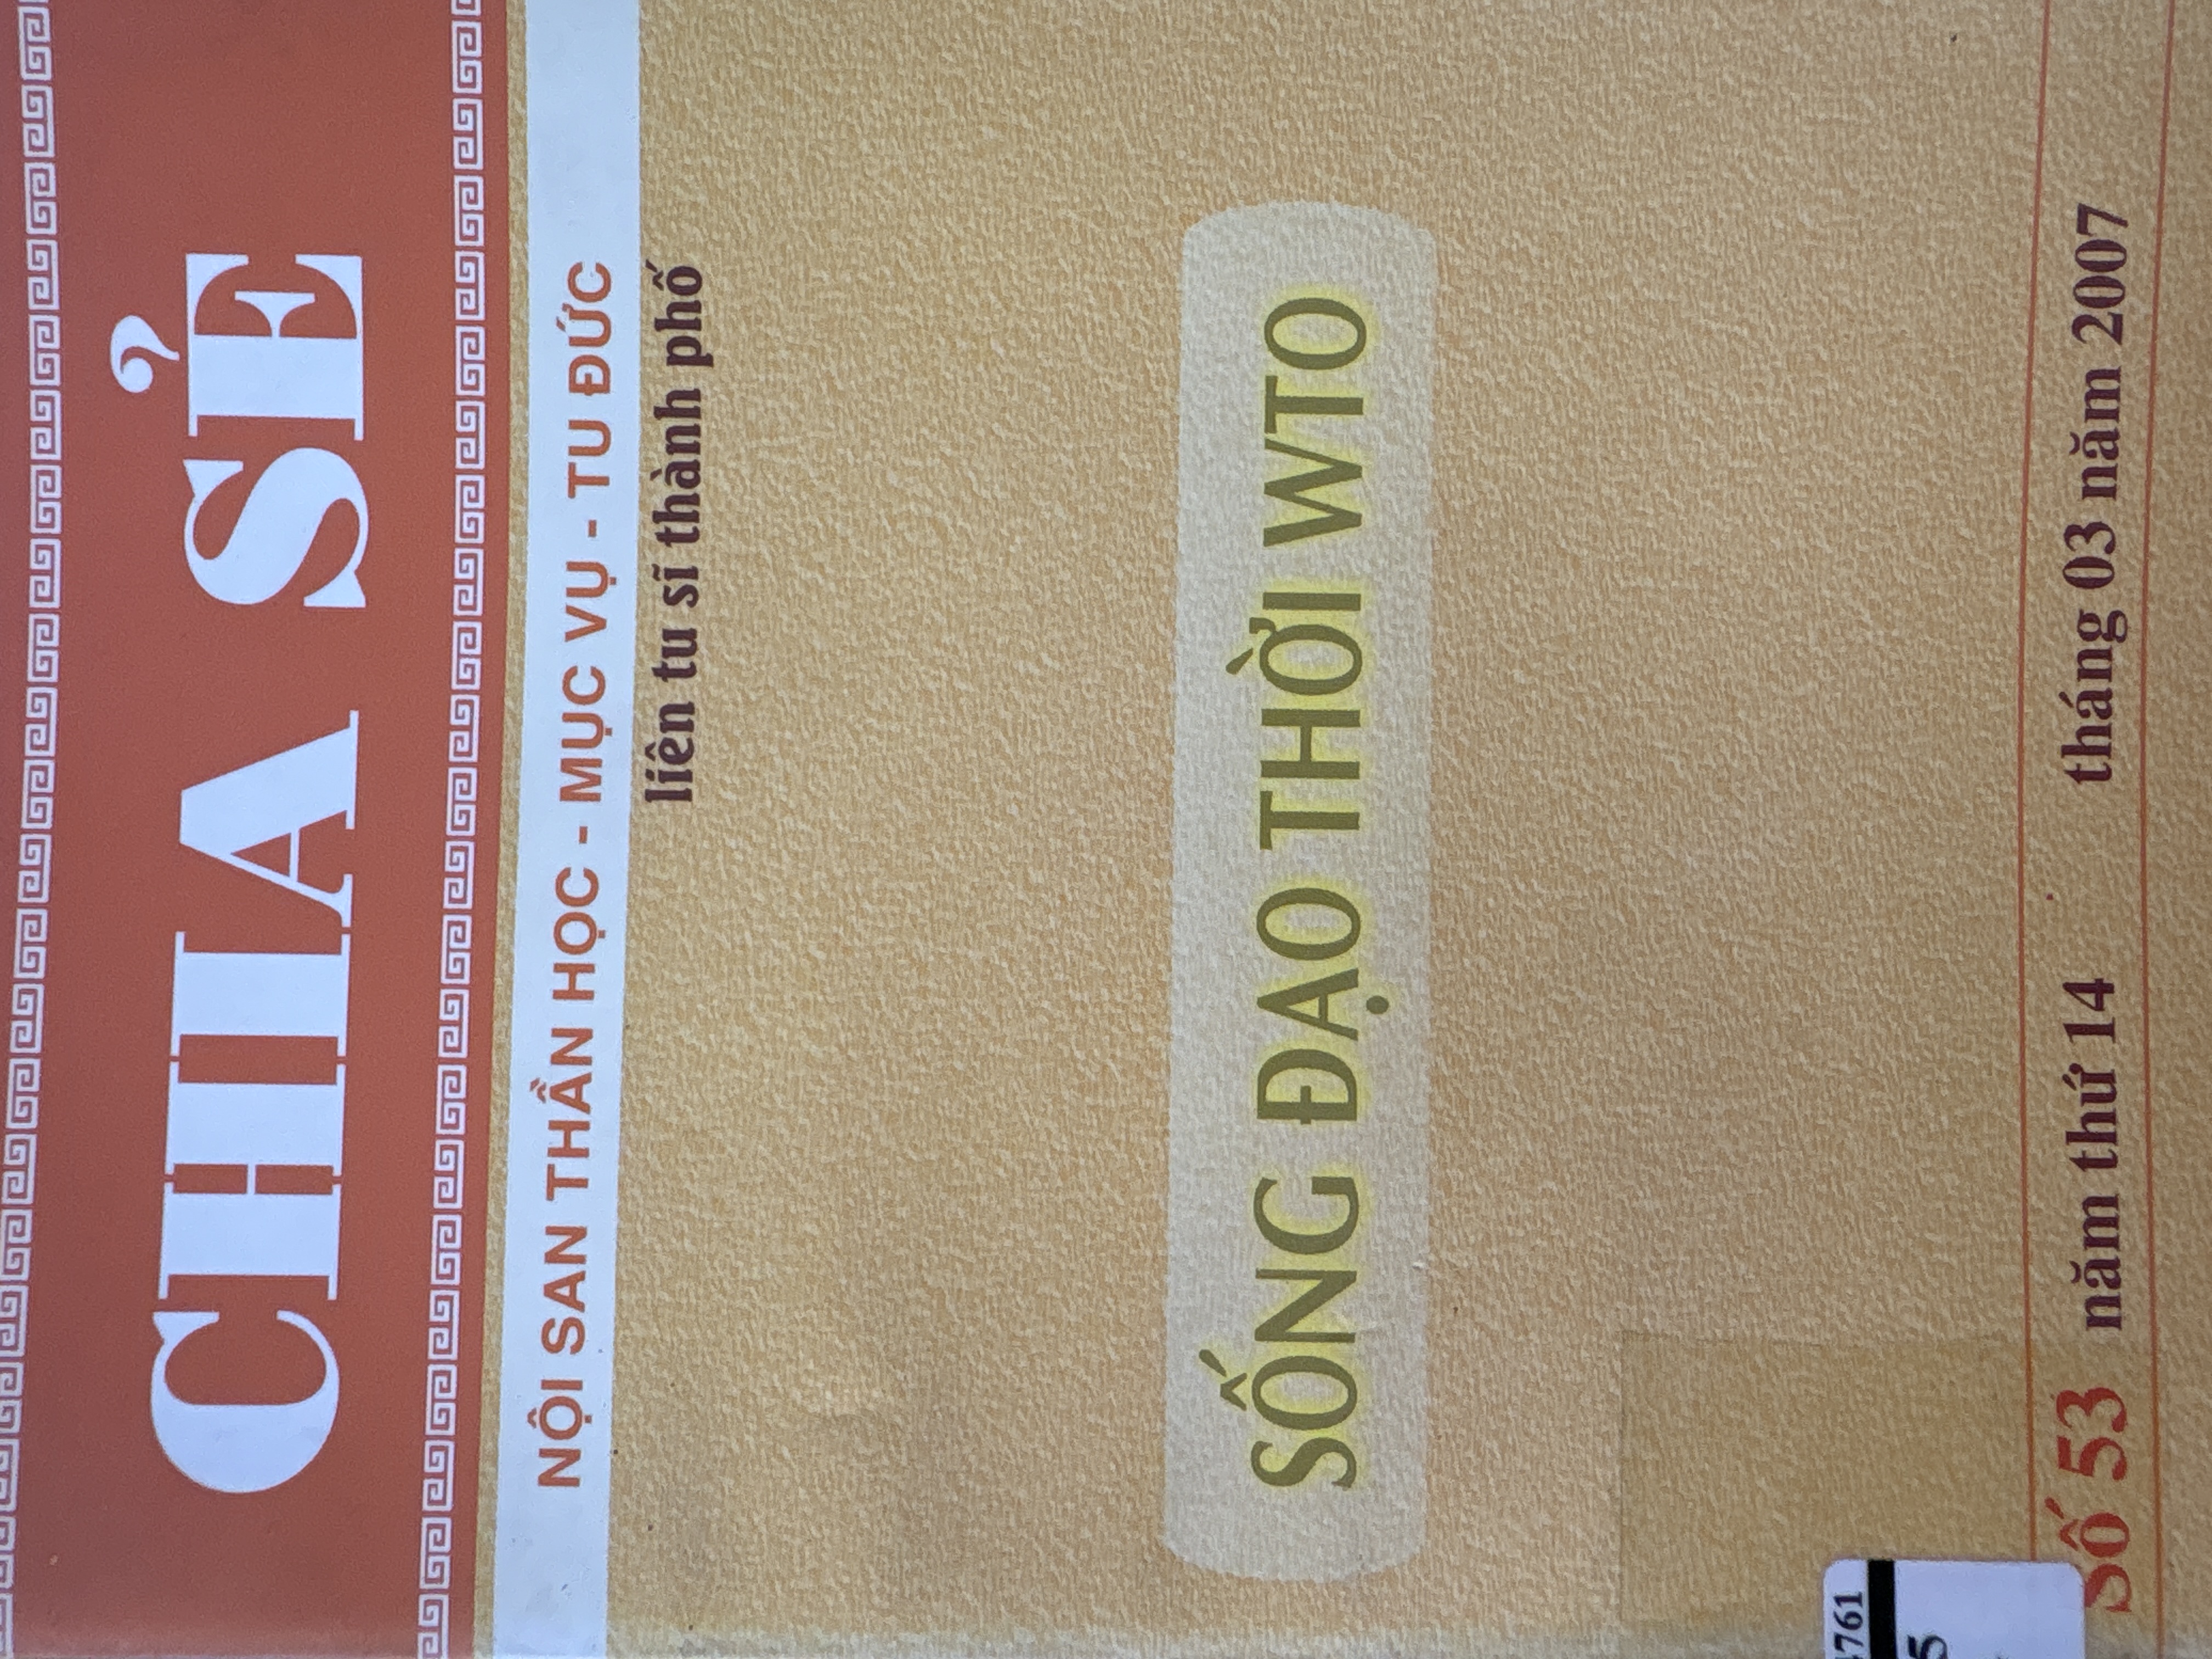 CHIA SẺ
NỘI SAN THẦN HỌC - MỤC VỤ - TU ĐỨC
liên tu sĩ thành phố
SỐNG ĐẠO THỜI WTO
Số 53 năm thứ 14 tháng 03 năm 2007